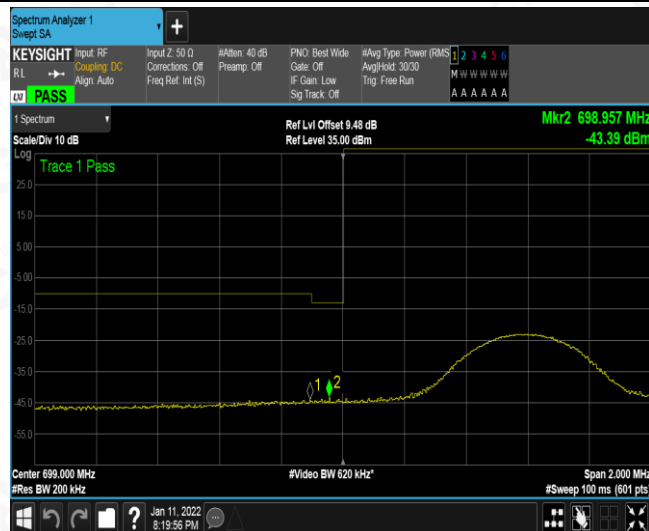 Spectrum Analyzer 1
Swept SA
+
KEYSIGHT
RL
LXI PASS
Input: RF
Coupling: DC
Align: Auto
Input Z: 50 Ω
Corrections: Off
Freq Ref: Int (S)
#Atten: 40 dB
Preamp: Off
PNO: Best Wide
Gate: Off
IF Gain: Low
Sig Track: Off
#Avg Type: Power (RMS
Avg|Hold: 30/30
Trig: Free Run
1 2 3 4 5 6
M W W W W W
A A A A A A
1 Spectrum
Scale/Div 10 dB
Ref Lvl Offset 9.48 dB
Ref Level 35.00 dBm
Mkr2 698.957 MHz
-43.39 dBm
Log
Trace 1 Pass
25.0
15.0
5.00
-5.00
-15.0
-25.0
-35.0
-45.0
-55.0
1 2
Center 699.000 MHz
#Res BW 200 kHz
#Video BW 620 kHz*
Span 2.000 MHz
#Sweep 100 ms (601 pts)
?
Jan 11, 2022
8:19:56 PM